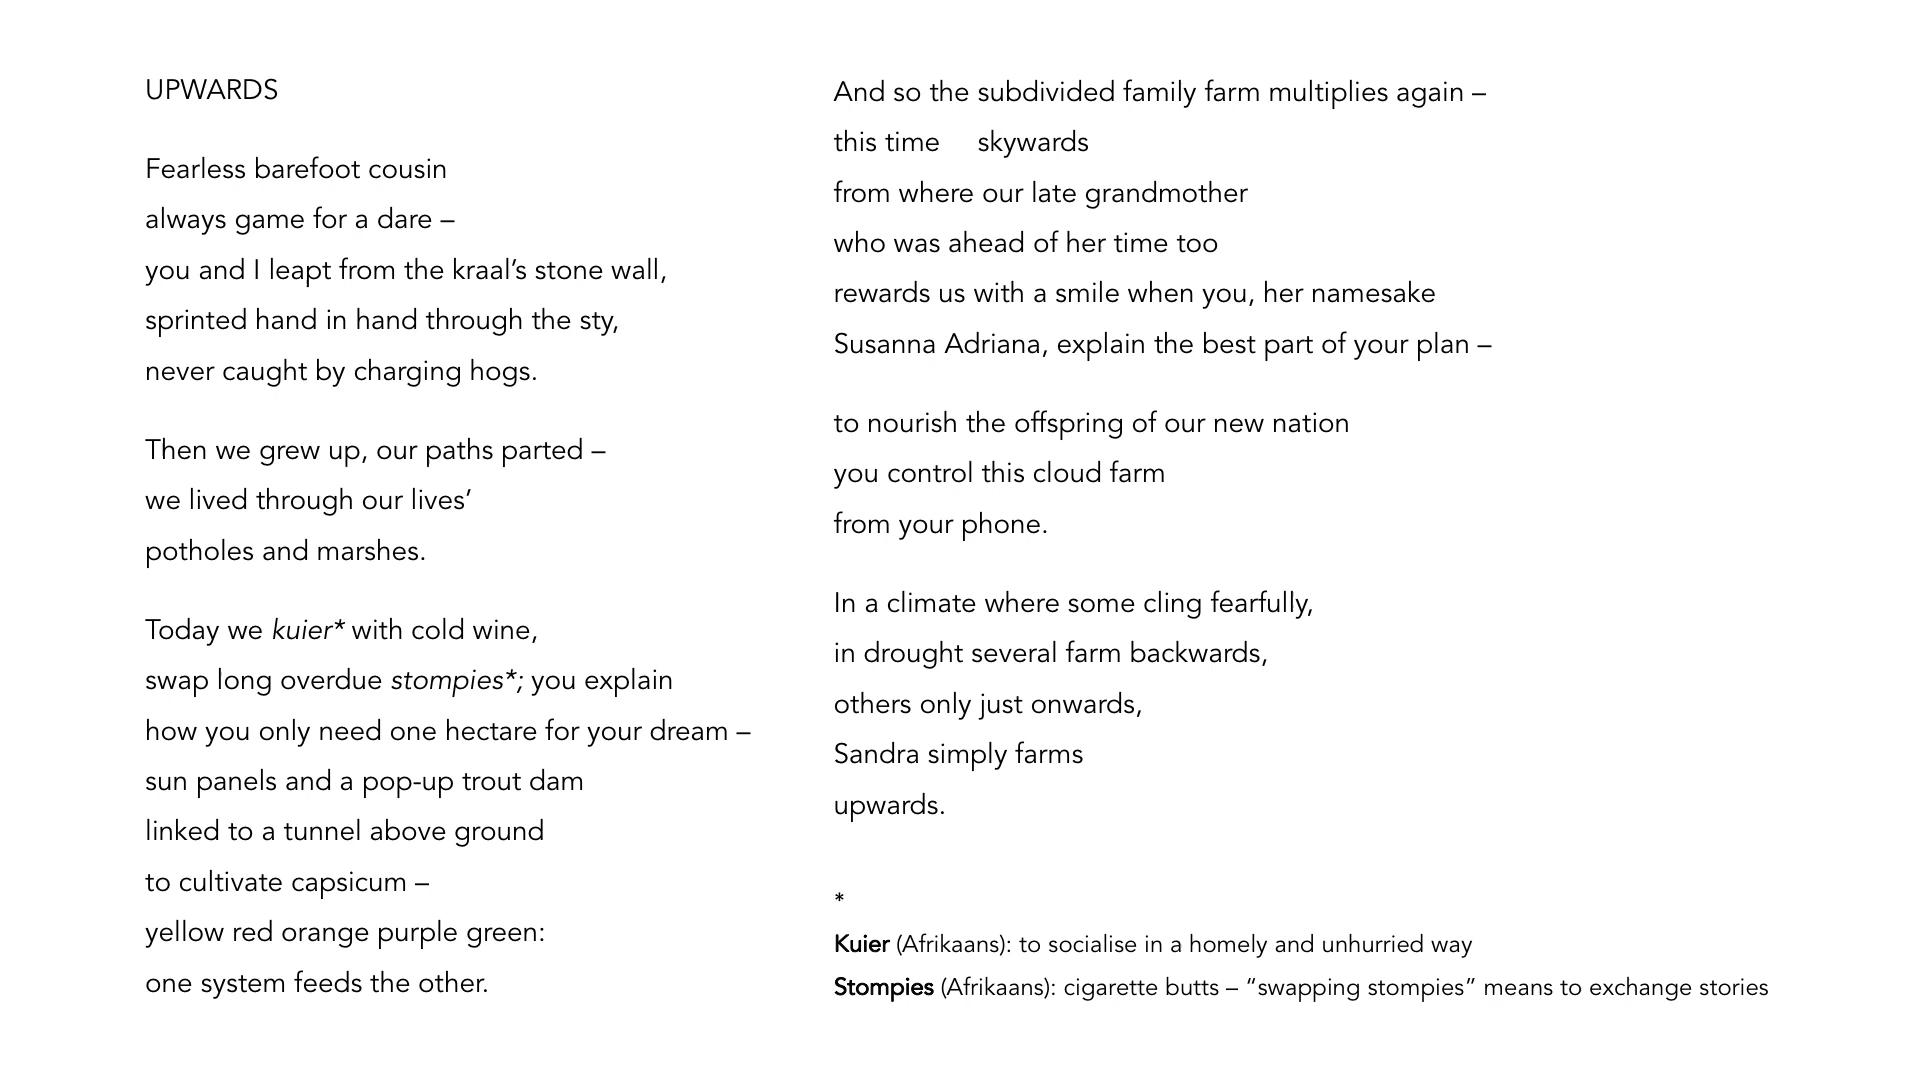 UPWARDS
Fearless barefoot cousin
always game for a dare –
you and I leapt from the kraal’s stone wall,
sprinted hand in hand through the sty,
never caught by charging hogs.
Then we grew up, our paths parted –
we lived through our lives’
potholes and marshes.
Today we kuier* with cold wine,
swap long overdue stompies*; you explain
how you only need one hectare for your dream –
sun panels and a pop-up trout dam
linked to a tunnel above ground
to cultivate capsicum –
yellow red orange purple green:
one system feeds the other.
And so the subdivided family farm multiplies again –
this time skywards
from where our late grandmother
who was ahead of her time too
rewards us with a smile when you, her namesake
Susanna Adriana, explain the best part of your plan –
to nourish the offspring of our new nation
you control this cloud farm
from your phone.
In a climate where some cling fearfully,
in drought several farm backwards,
others only just onwards,
Sandra simply farms
upwards.
*
Kuier (Afrikaans): to socialise in a homely and unhurried way
Stompies (Afrikaans): cigarette butts – “swapping stompies” means to exchange stories